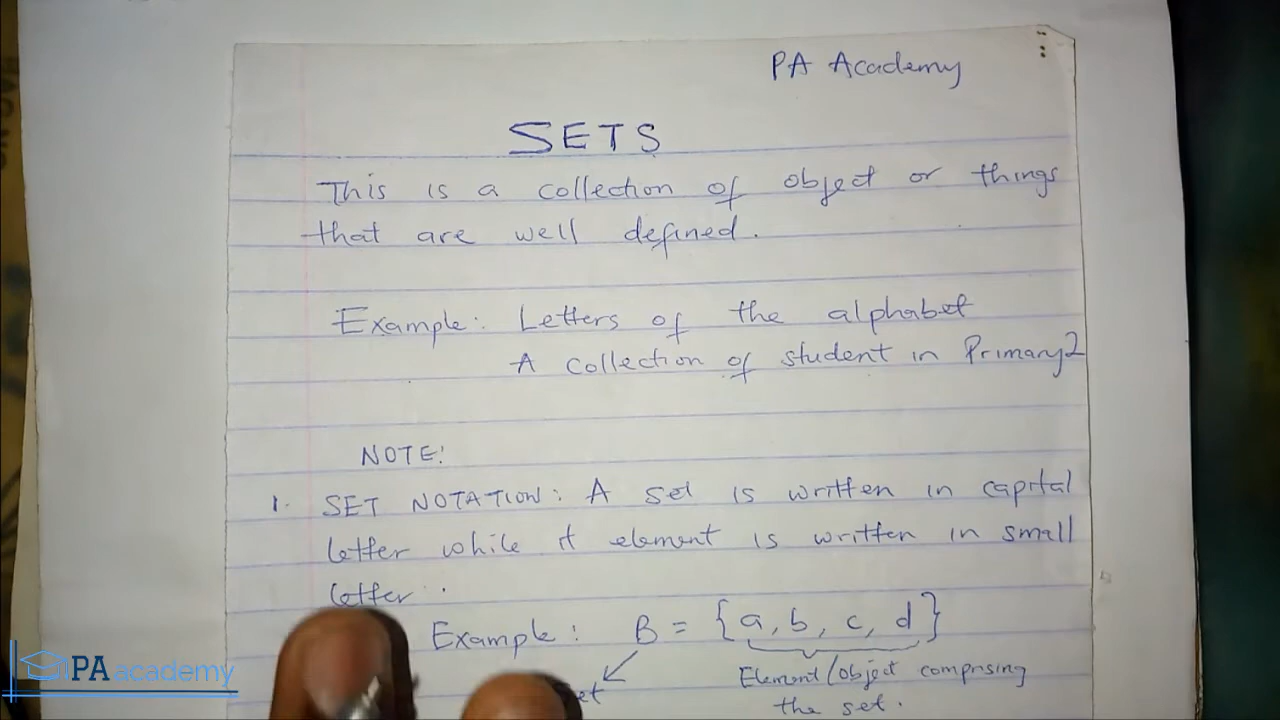 PA Academy
SETS
This is a collection of object or things
that are well defined.
Example: Letters of the alphabet
A collection of student in Primary 2
NOTE:
1. SET NOTATION: A set is written in capital
letter while it element is written in small
letter.
Example: B = {a, b, c, d}
Element/object comprising
the set.
PA academy